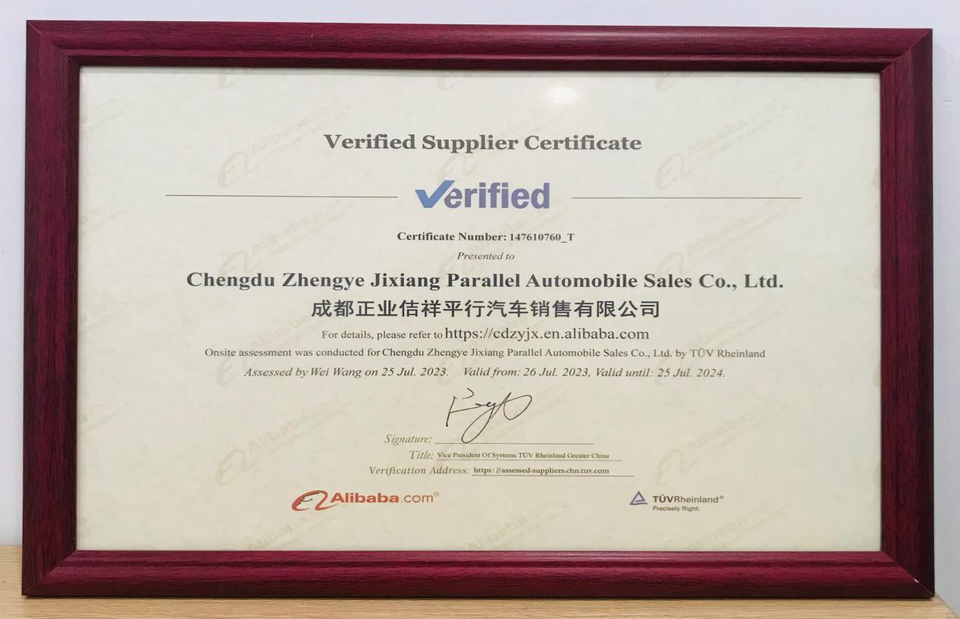 Verified Supplier Certificate
Verified
Certificate Number: 147610760_T
Presented to
Chengdu Zhengye Jixiang Parallel Automobile Sales Co., Ltd.
成都正业佶祥平行汽车销售有限公司
For details, please refer to https://cdzyjx.en.alibaba.com
Onsite assessment was conducted for Chengdu Zhengye Jixiang Parallel Automobile Sales Co., Ltd. by TÜV Rheinland
Assessed by Wei Wang on 25 Jul. 2023. Valid from: 26 Jul. 2023, Valid until: 25 Jul. 2024.
Signature:
Title: Vice President Of Systems TUV Rheinland Greater China
Verification Address: https://assessed-suppliers.chn.tuv.com
Alibaba.com®
TÜVRheinland®
Precisely Right.